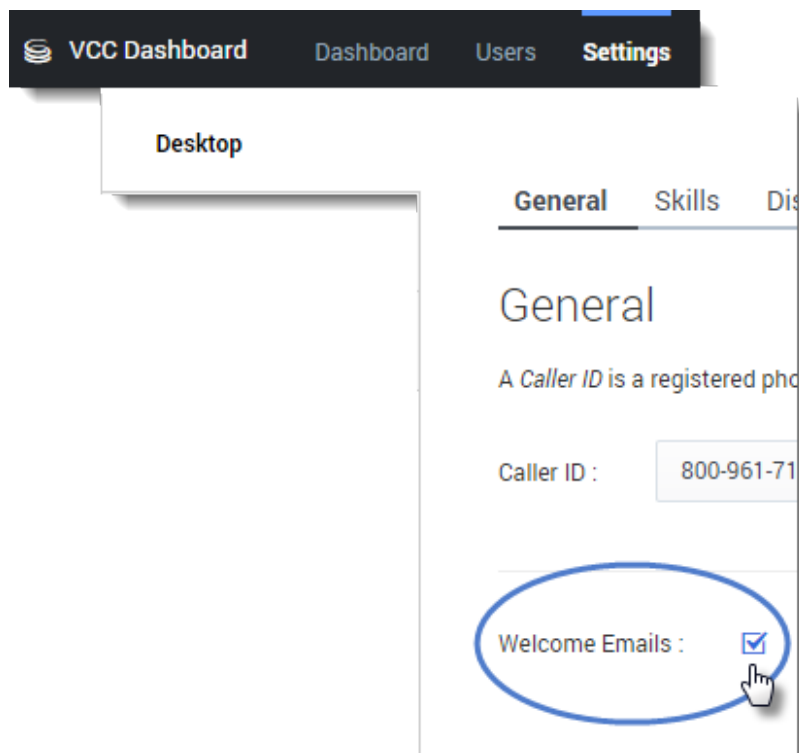 VCC Dashboard Dashboard Users Settings
Desktop
General Skills Dis
General
A Caller ID is a registered pho
Caller ID : 800-961-71
Welcome Emails :